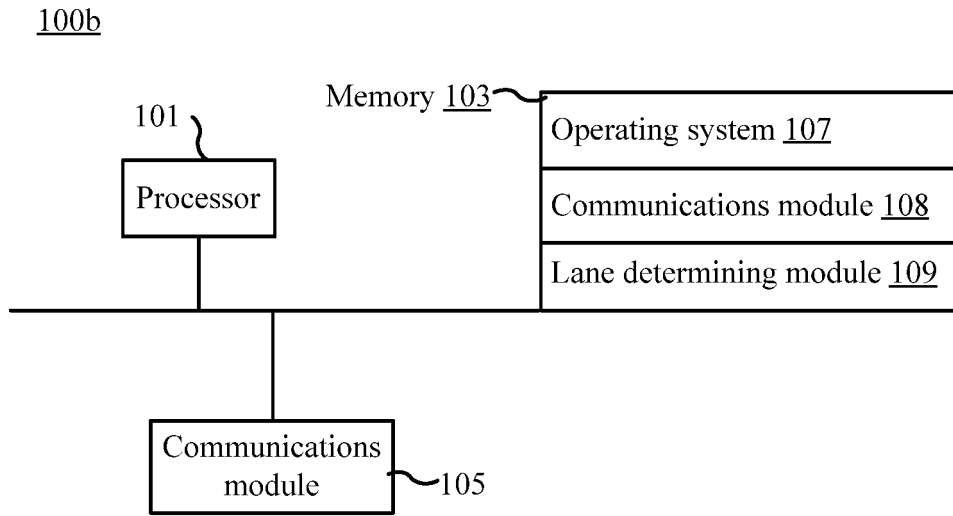 100b
Memory 103
101
Operating system 107
Processor
Communications module 108
Lane determining module 109
Communications
module
105